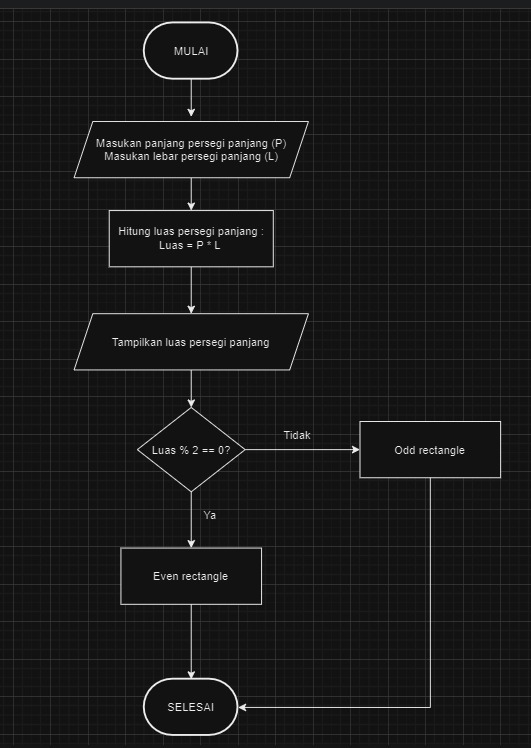 MULAI
Masukan panjang persegi panjang (P)
Masukan lebar persegi panjang (L)
Hitung luas persegi panjang :
Luas = P * L
Tampilkan luas persegi panjang
Luas % 2 == 0?
Tidak
Odd rectangle
Ya
Even rectangle
SELESAI